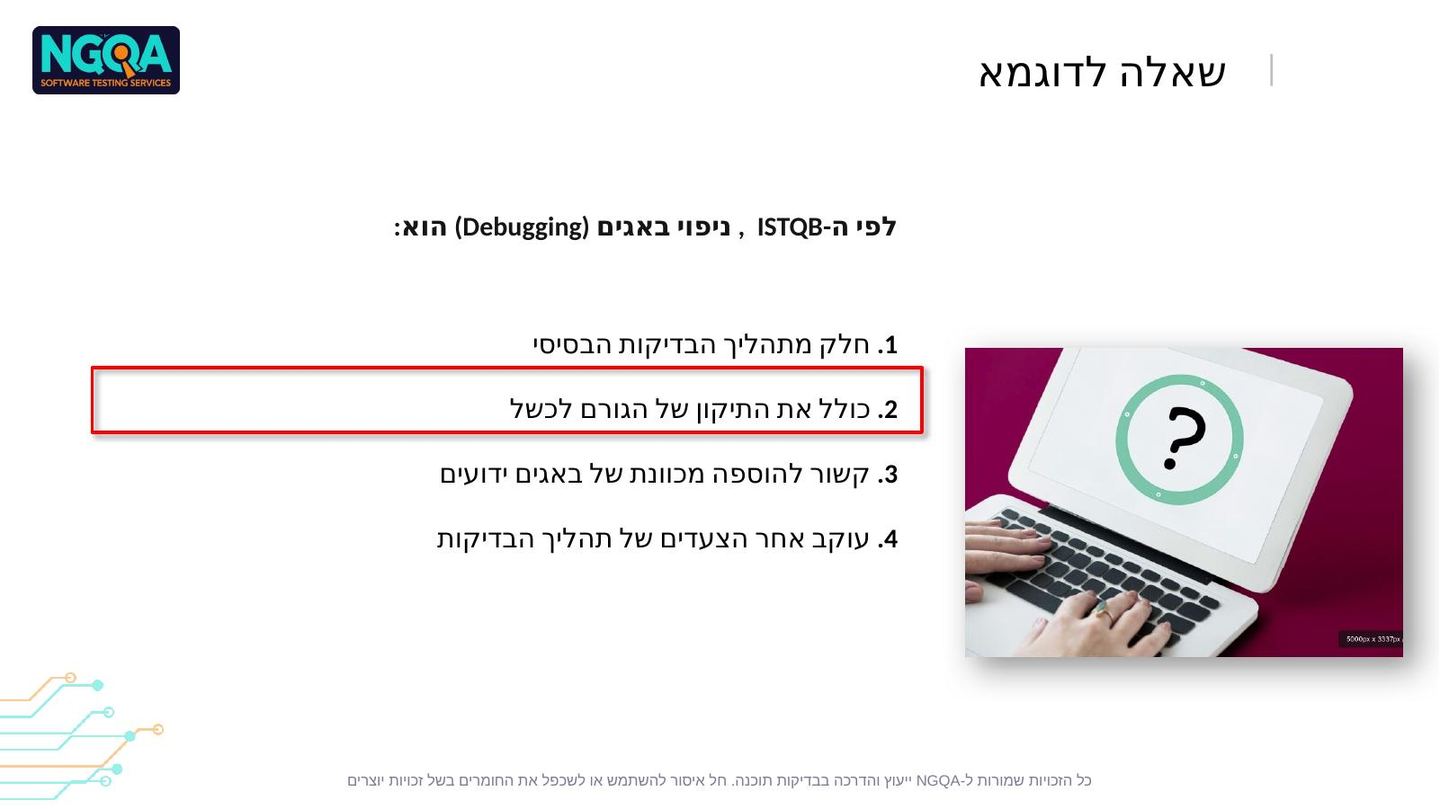 NGQA
SOFTWARE TESTING SERVICES
שאלה לדוגמא
לפי ה-ISTQB , ניפוי באגים (Debugging) הוא:
1. חלק מתהליך הבדיקות הבסיסי
2. כולל את התיקון של הגורם לכשל
3. קשור להוספה מכוונת של באגים ידועים
4. עוקב אחר הצעדים של תהליך הבדיקות
?
5000px x 3337px
כל הזכויות שמורות ל-NGQA ייעוץ והדרכה בבדיקות תוכנה. חל איסור להשתמש או לשכפל את החומרים בשל זכויות יוצרים